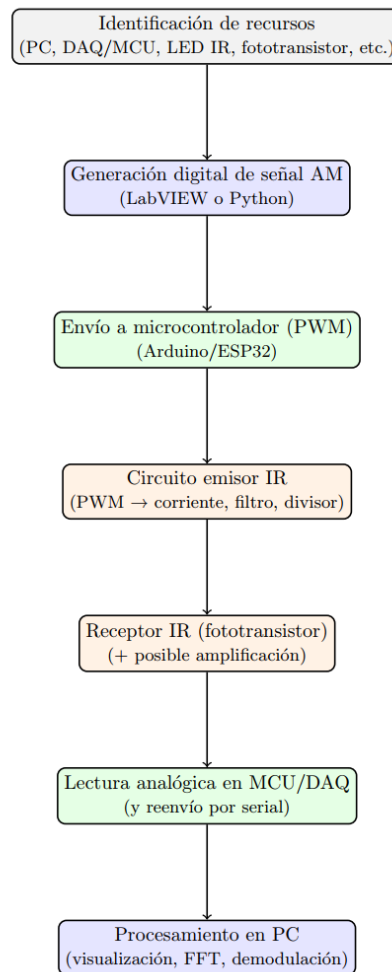 Identificación de recursos
(PC, DAQ/MCU, LED IR, fototransistor, etc.)
Generación digital de señal AM
(LabVIEW o Python)
Envío a microcontrolador (PWM)
(Arduino/ESP32)
Circuito emisor IR
(PWM → corriente, filtro, divisor)
Receptor IR (fototransistor)
(+ posible amplificación)
Lectura analógica en MCU/DAQ
(y reenvío por serial)
Procesamiento en PC
(visualización, FFT, demodulación)